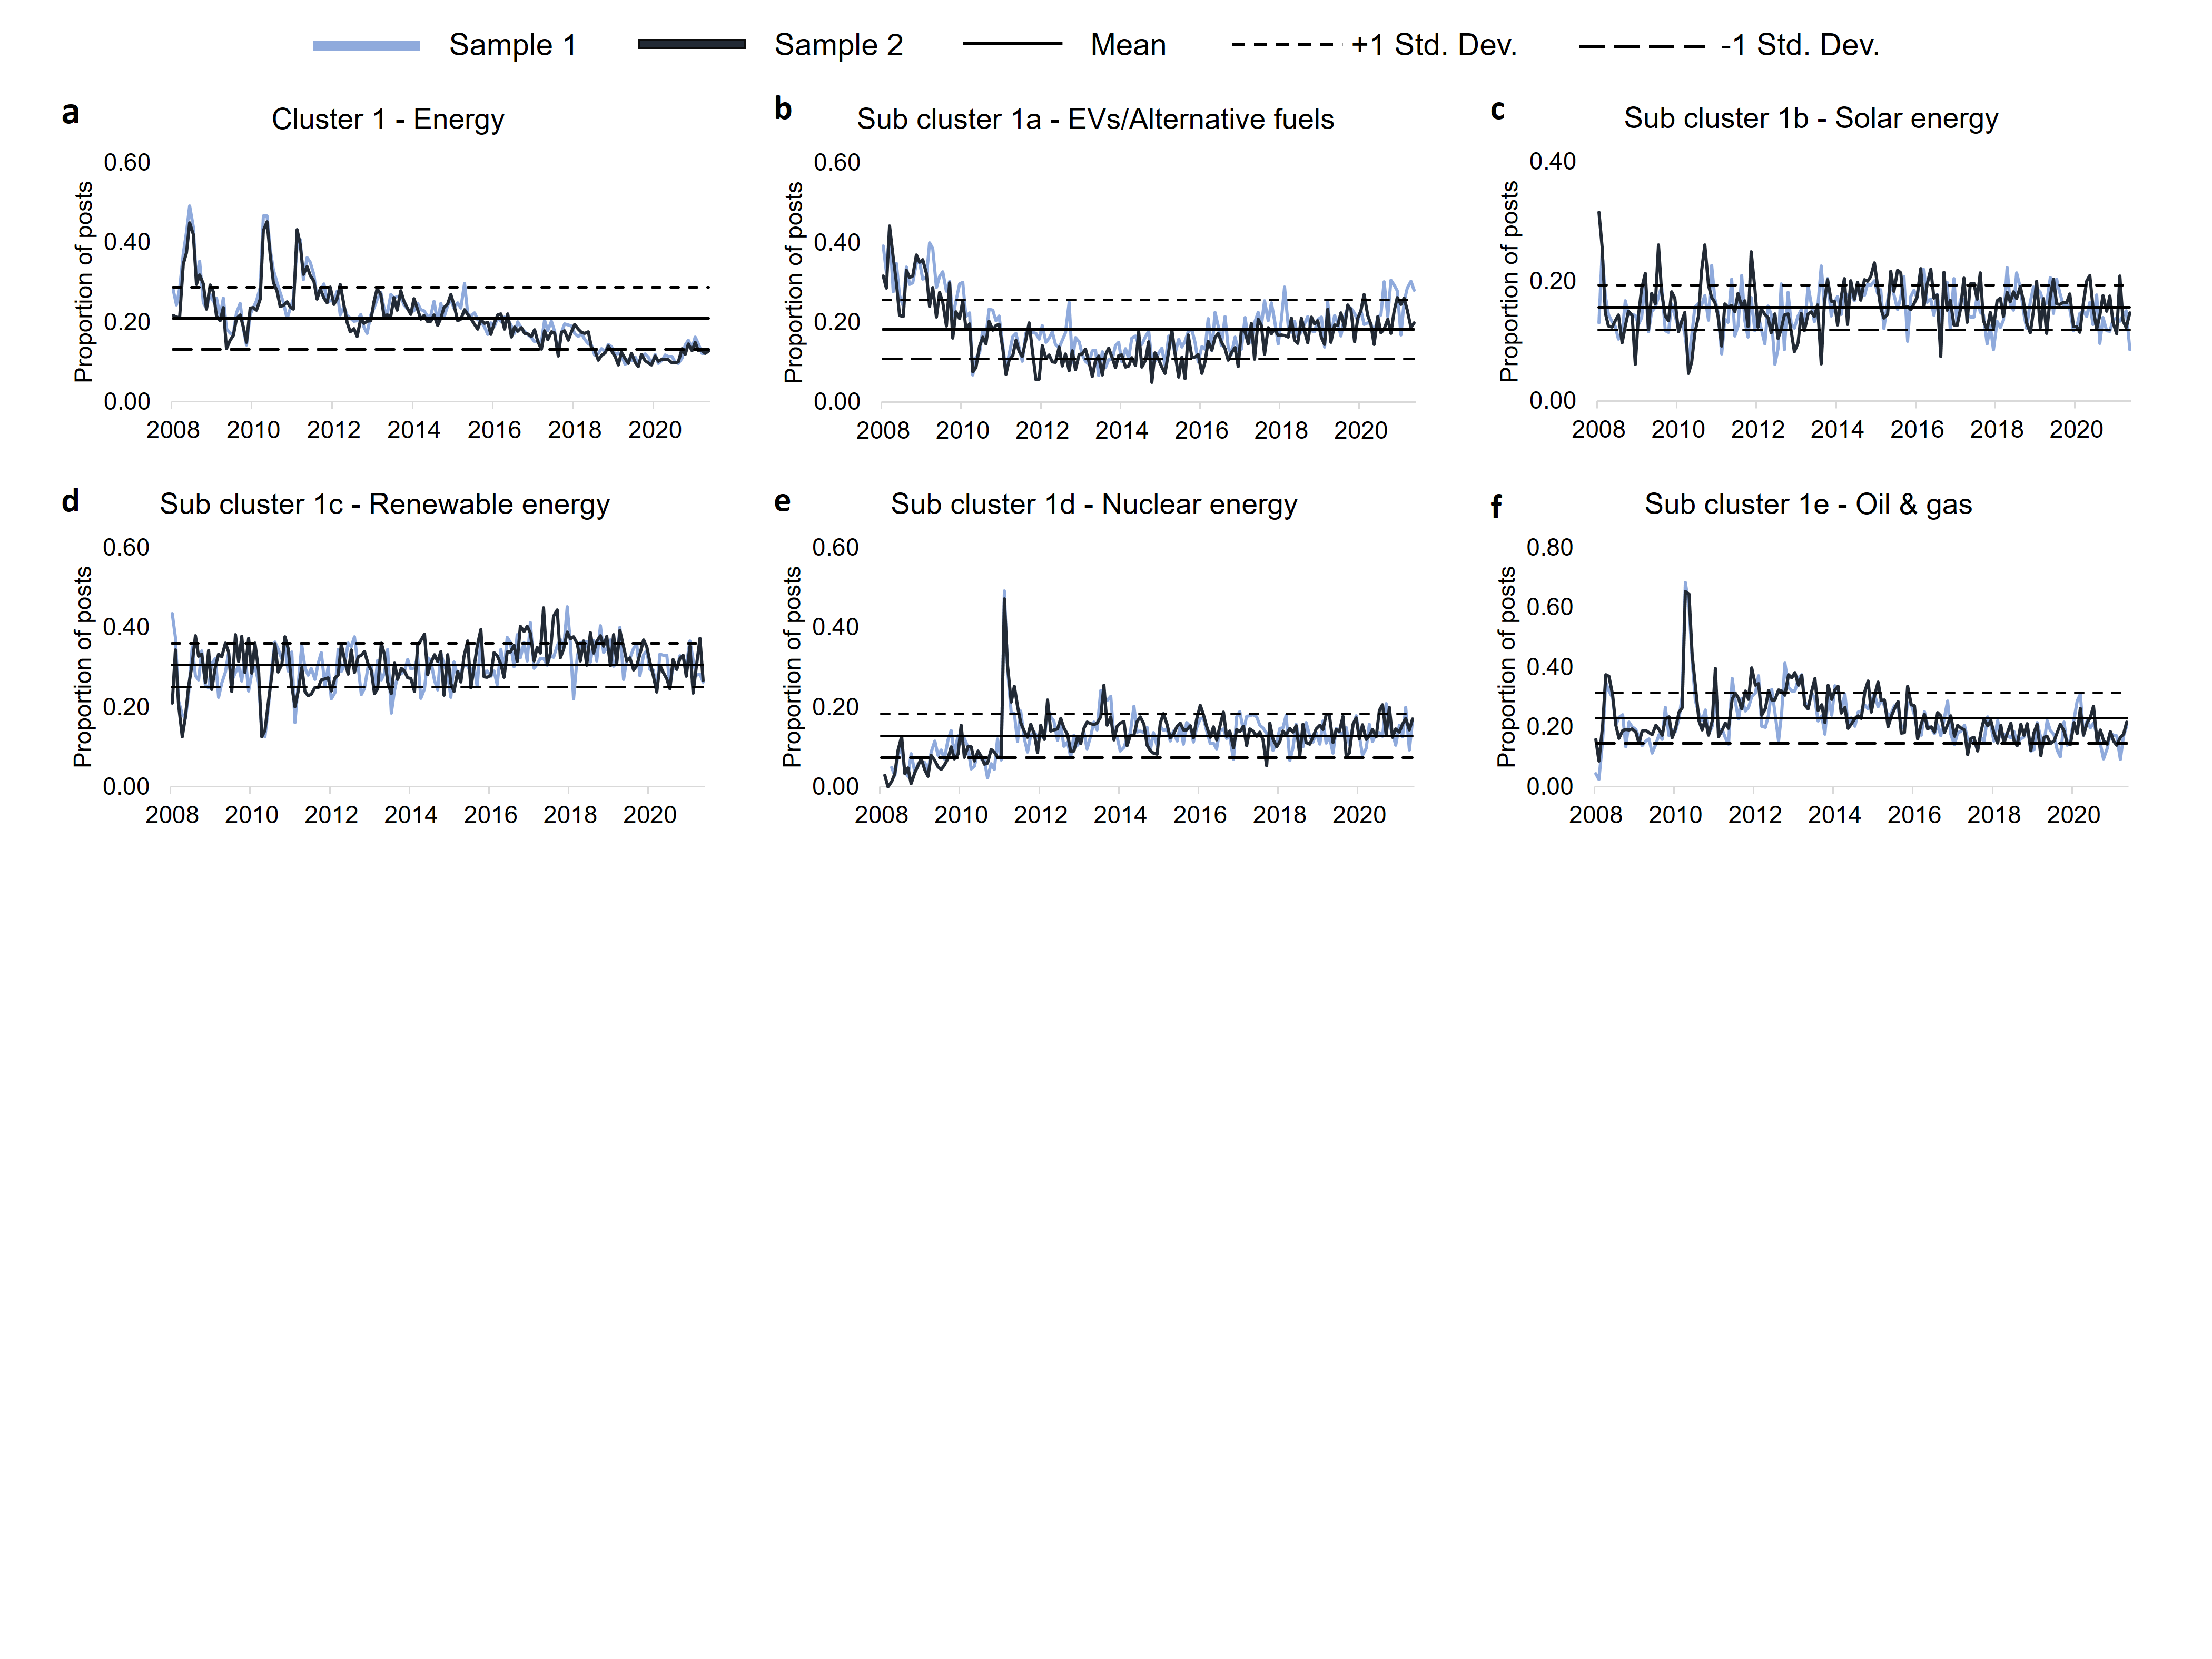 Sample 1 Sample 2 Mean +1 Std. Dev. -1 Std. Dev.
a Cluster 1 - Energy
Proportion of posts
0.60
0.40
0.20
0.00
2008 2010 2012 2014 2016 2018 2020
b Sub cluster 1a - EVs/Alternative fuels
Proportion of posts
0.60
0.40
0.20
0.00
2008 2010 2012 2014 2016 2018 2020
c Sub cluster 1b - Solar energy
Proportion of posts
0.40
0.20
0.00
2008 2010 2012 2014 2016 2018 2020
d Sub cluster 1c - Renewable energy
Proportion of posts
0.60
0.40
0.20
0.00
2008 2010 2012 2014 2016 2018 2020
e Sub cluster 1d - Nuclear energy
Proportion of posts
0.60
0.40
0.20
0.00
2008 2010 2012 2014 2016 2018 2020
f Sub cluster 1e - Oil & gas
Proportion of posts
0.80
0.60
0.40
0.20
0.00
2008 2010 2012 2014 2016 2018 2020